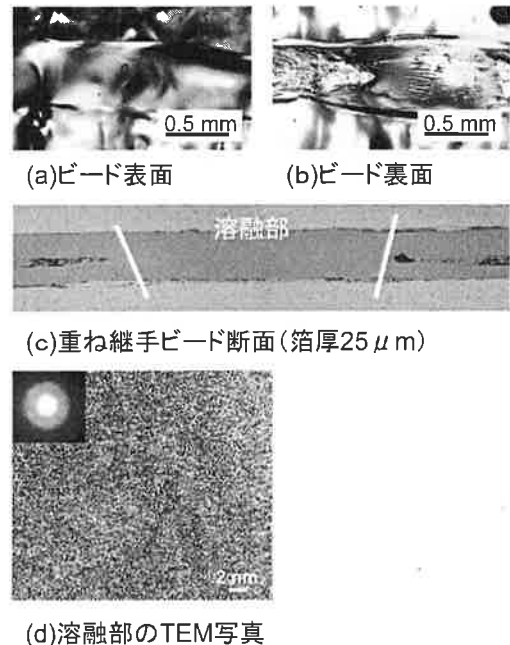 0.5 mm
0.5 mm
(a)ビード表面
(b)ビード裏面
溶融部
(c)重ね継手ビード断面(箔厚25μm)
2 nm
(d)溶融部のTEM写真